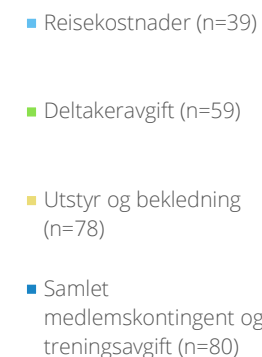 Reisekostnader (n=39)
Deltakeravgift (n=59)
Utstyr og bekledning
(n=78)
Samlet
medlemskontingent og
treningsavgift (n=80)